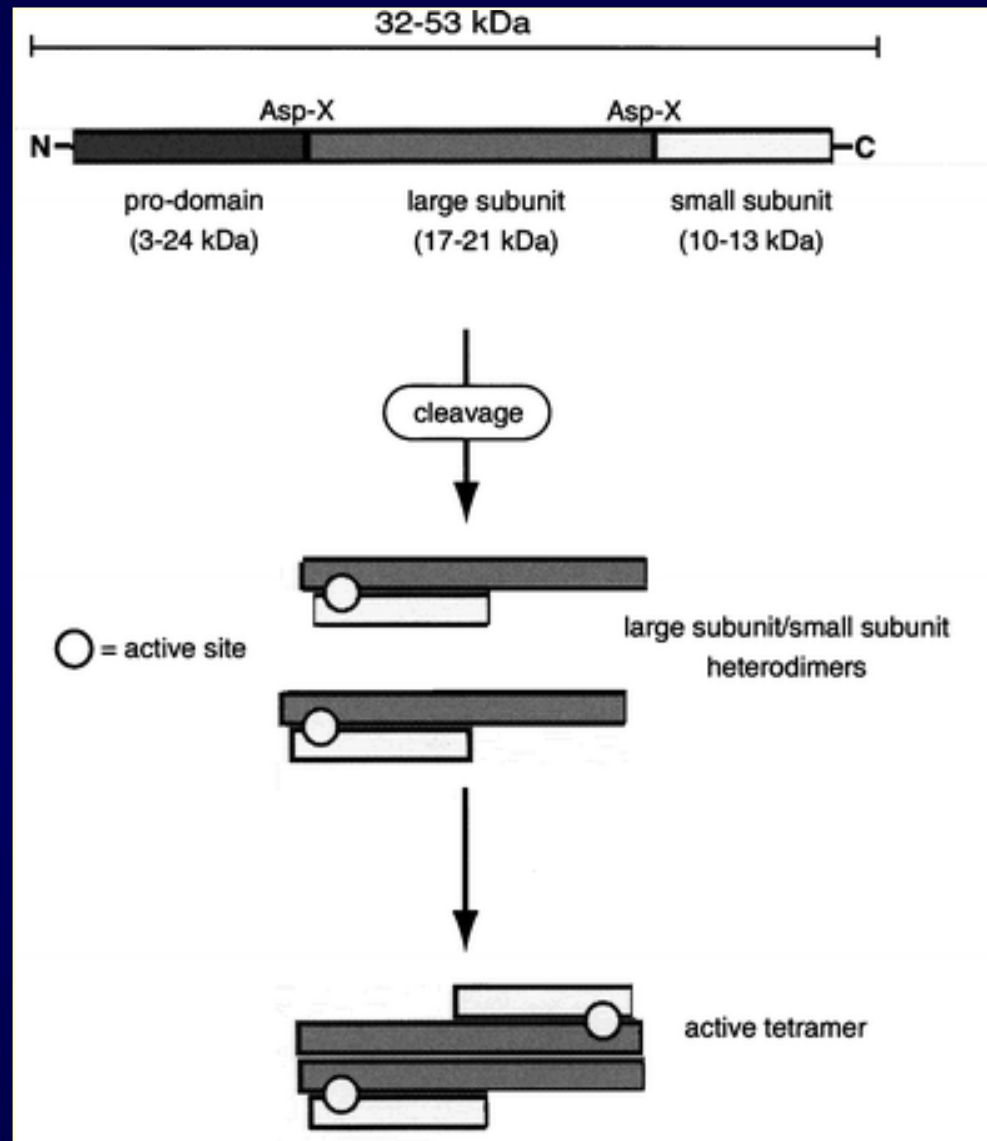 32-53 kDa
Asp-X Asp-X
N C
pro-domain large subunit small subunit
(3-24 kDa) (17-21 kDa) (10-13 kDa)
cleavage
= active site
large subunit/small subunit
heterodimers
active tetramer